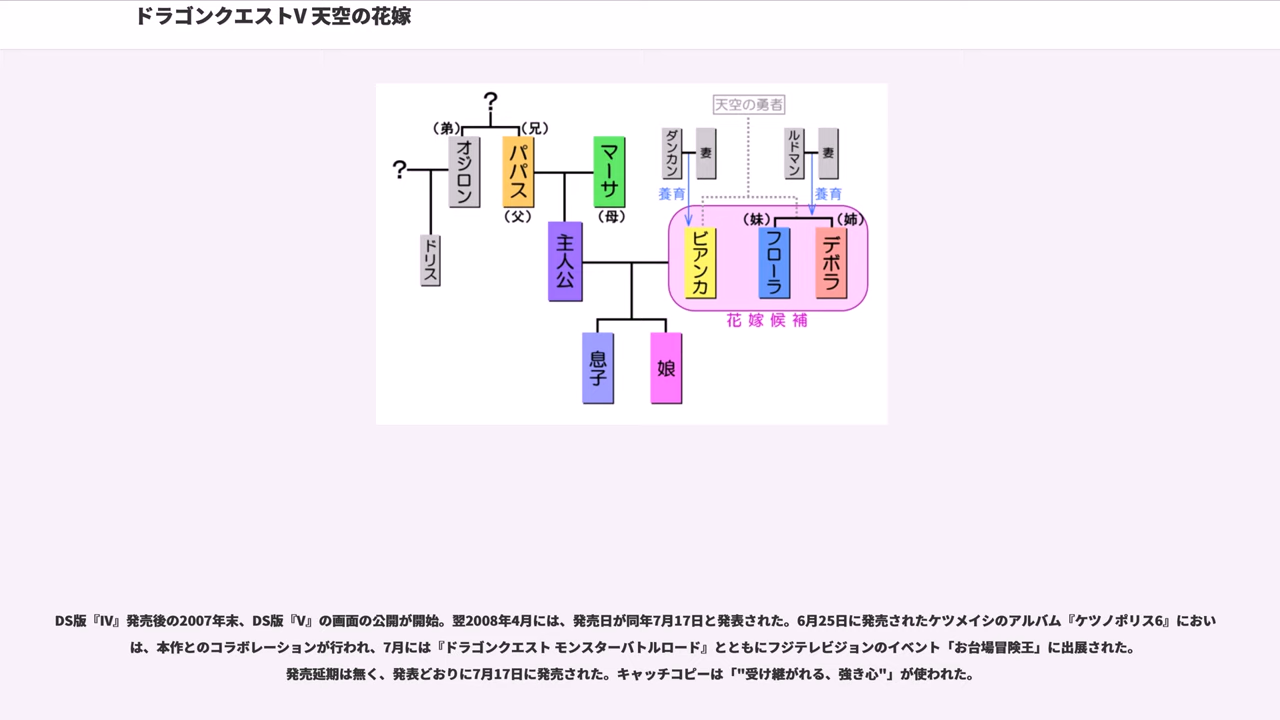 ドラゴンクエストV 天空の花嫁
?
天空の勇者
(弟)
(兄)
?
オジロン
パパス
マーサ
ダンカン
妻
ルドマン
妻
養育
養育
(父)
(母)
(妹)
(姉)
ドリス
主人公
ビアンカ
フローラ
デボラ
花嫁候補
息子
娘
DS版『IV』発売後の2007年末、DS版『V』の画面の公開が開始。翌2008年4月には、発売日が同年7月17日と発表された。6月25日に発売されたケツメイシのアルバム『ケツノポリス6』におい
は、本作とのコラボレーションが行われ、7月には『ドラゴンクエスト モンスターバトルロード』とともにフジテレビジョンのイベント「お台場冒険王」に出展された。
発売延期は無く、発表どおりに7月17日に発売された。キャッチコピーは「"受け継がれる、強き心"」が使われた。